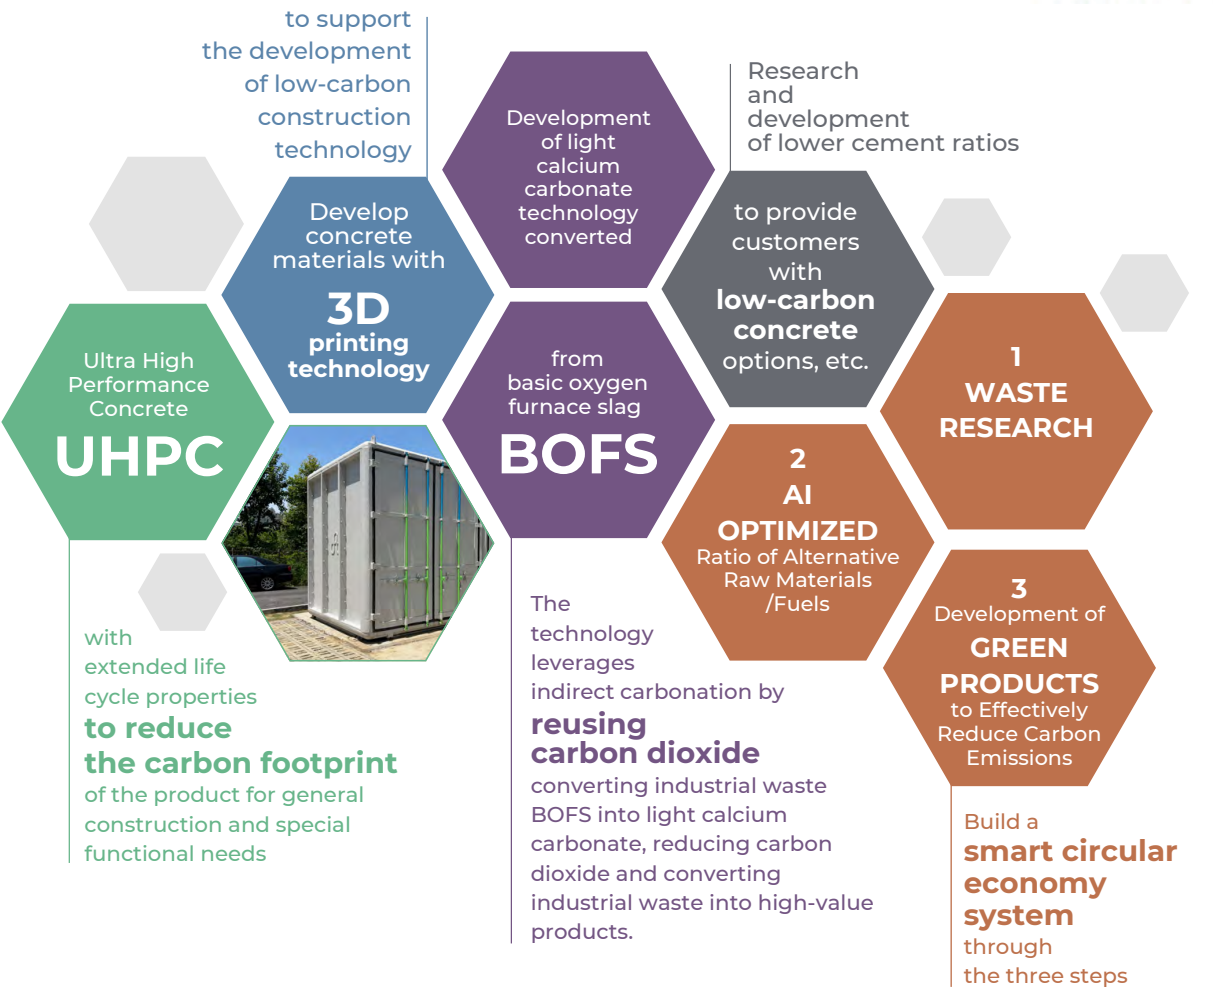 to support
the development
of low-carbon
construction
technology
Develop
concrete
materials with
3D
printing
technology
Development
of light
calcium
carbonate
technology
converted
from
basic oxygen
furnace slag
BOFS
The
technology
leverages
indirect carbonation by
reusing
carbon dioxide
converting industrial waste
BOFS into light calcium
carbonate, reducing carbon
dioxide and converting
industrial waste into high-value
products.
Research
and
development
of lower cement ratios
to provide
customers
with
low-carbon
concrete
options, etc.
Ultra High
Performance
Concrete
UHPC
with
extended life
cycle properties
to reduce
the carbon footprint
of the product for general
construction and special
functional needs
1
WASTE
RESEARCH
2
AI
OPTIMIZED
Ratio of Alternative
Raw Materials
/Fuels
3
Development of
GREEN
PRODUCTS
to Effectively
Reduce Carbon
Emissions
Build a
smart circular
economy
system
through
the three steps